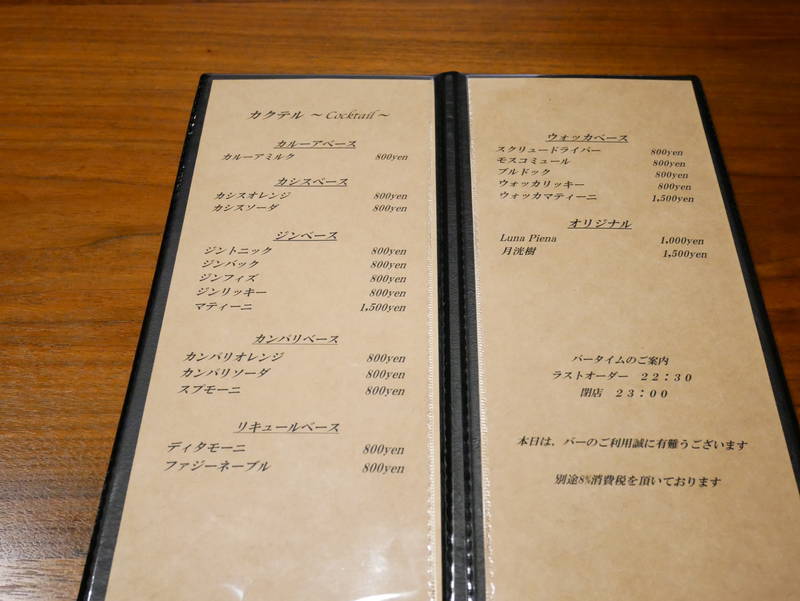 カクテル ～Cocktail～
カルーアベース
カルーアミルク 800yen
カシスベース
カシスオレンジ 800yen
カシスソーダ 800yen
ジンベース
ジントニック 800yen
ジンバック 800yen
ジンフィズ 800yen
ジンリッキー 800yen
マティーニ 1,500yen
カンパリベース
カンパリオレンジ 800yen
カンパリソーダ 800yen
スプモーニ 800yen
リキュールベース
ディタモーニ 800yen
ファジーネーブル 800yen
ウォッカベース
スクリュードライバー 800yen
モスコミュール 800yen
ブルドック 800yen
ウォッカリッキー 800yen
ウォッカマティーニ 1,500yen
オリジナル
Luna Piena 1,000yen
月洸樹 1,500yen
バータイムのご案内
ラストオーダー ２２：３０
閉店 ２３：００
本日は、バーのご利用誠に有難うございます
別途8%消費税を頂いております